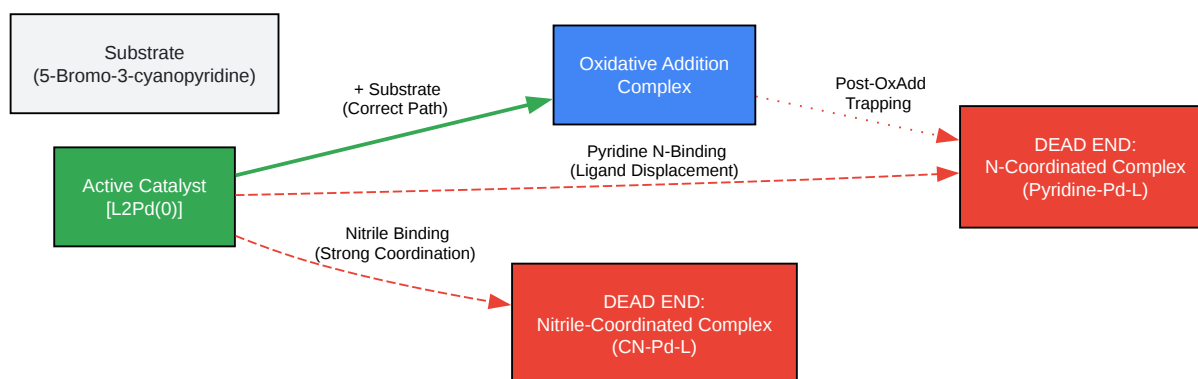 Substrate
(5-Bromo-3-cyanopyridine)
Oxidative Addition
Complex
+ Substrate
(Correct Path)
Post-OxAdd
Trapping
Active Catalyst
[L2Pd(0)]
Pyridine N-Binding
(Ligand Displacement)
DEAD END:
N-Coordinated Complex
(Pyridine-Pd-L)
Nitrile Binding
(Strong Coordination)
DEAD END:
Nitrile-Coordinated Complex
(CN-Pd-L)